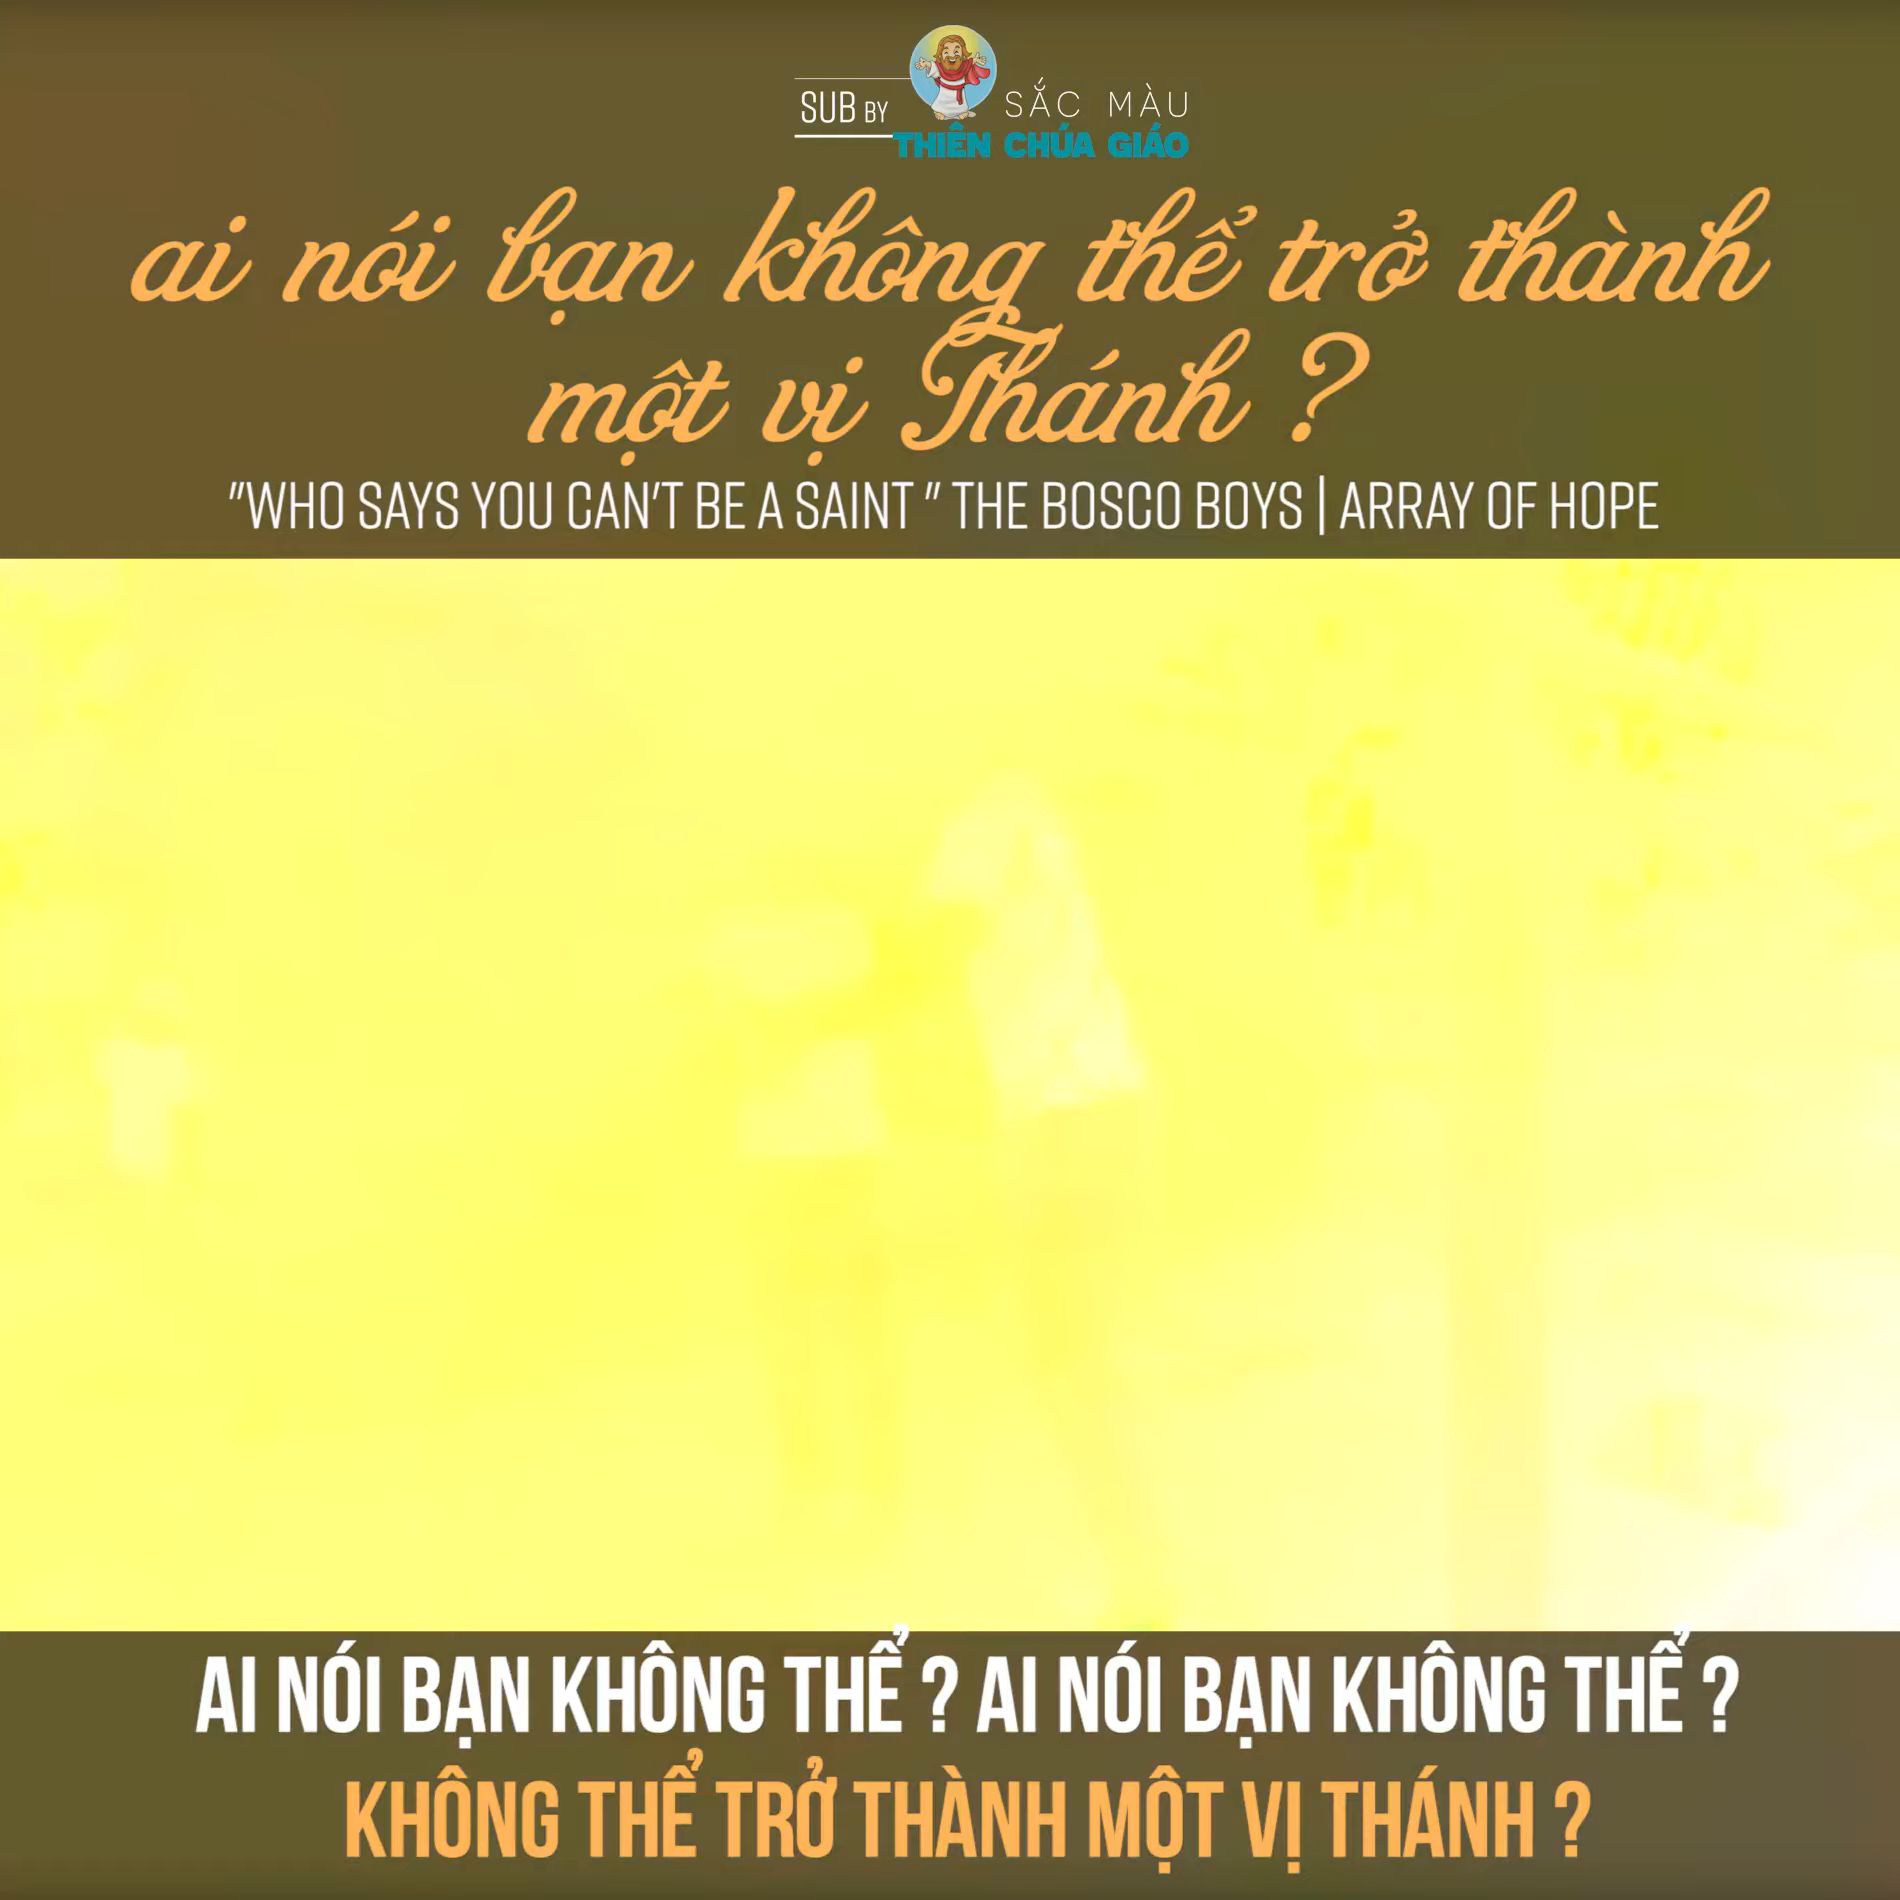 SUB BY SẮC MÀU
THIÊN CHÚA GIÁO
ai nói bạn không thể trở thành
một vị Thánh ?
"WHO SAYS YOU CAN'T BE A SAINT " THE BOSCO BOYS | ARRAY OF HOPE
AI NÓI BẠN KHÔNG THỂ ? AI NÓI BẠN KHÔNG THỂ ?
KHÔNG THỂ TRỞ THÀNH MỘT VỊ THÁNH ?